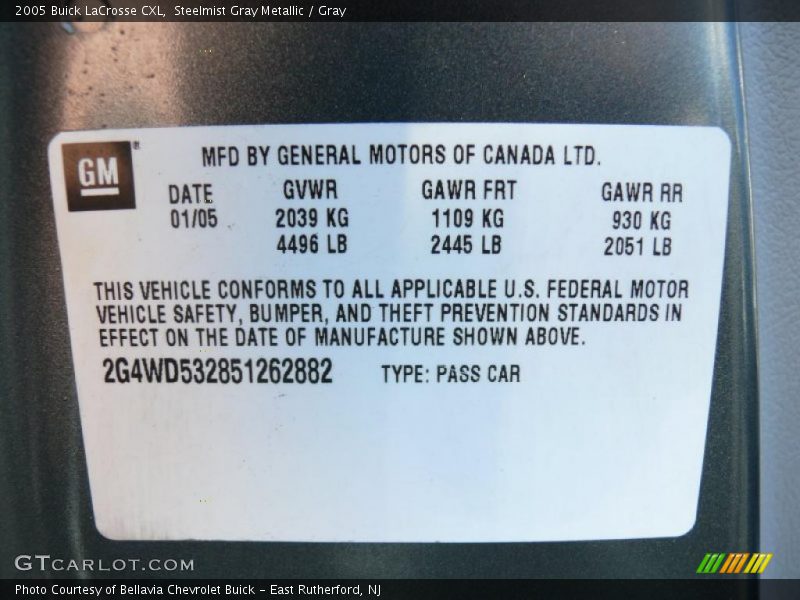 2005 Buick LaCrosse CXL,  Steelmist Gray Metallic / Gray
GM ®
MFD BY GENERAL MOTORS OF CANADA LTD.
DATE GVWR GAWR FRT GAWR RR
01/05 2039 KG 1109 KG 930 KG
4496 LB 2445 LB 2051 LB
THIS VEHICLE CONFORMS TO ALL APPLICABLE U.S. FEDERAL MOTOR
VEHICLE SAFETY, BUMPER, AND THEFT PREVENTION STANDARDS IN
EFFECT ON THE DATE OF MANUFACTURE SHOWN ABOVE.
2G4WD532851262882 TYPE: PASS CAR
GTCARLOT.COM
Photo Courtesy of Bellavia Chevrolet Buick - East Rutherford, NJ